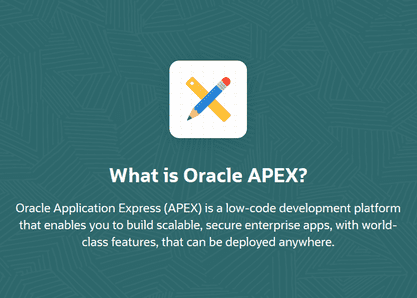 What is Oracle APEX?
Oracle Application Express (APEX) is a low-code development platform
that enables you to build scalable, secure enterprise apps, with world-
class features, that can be deployed anywhere.